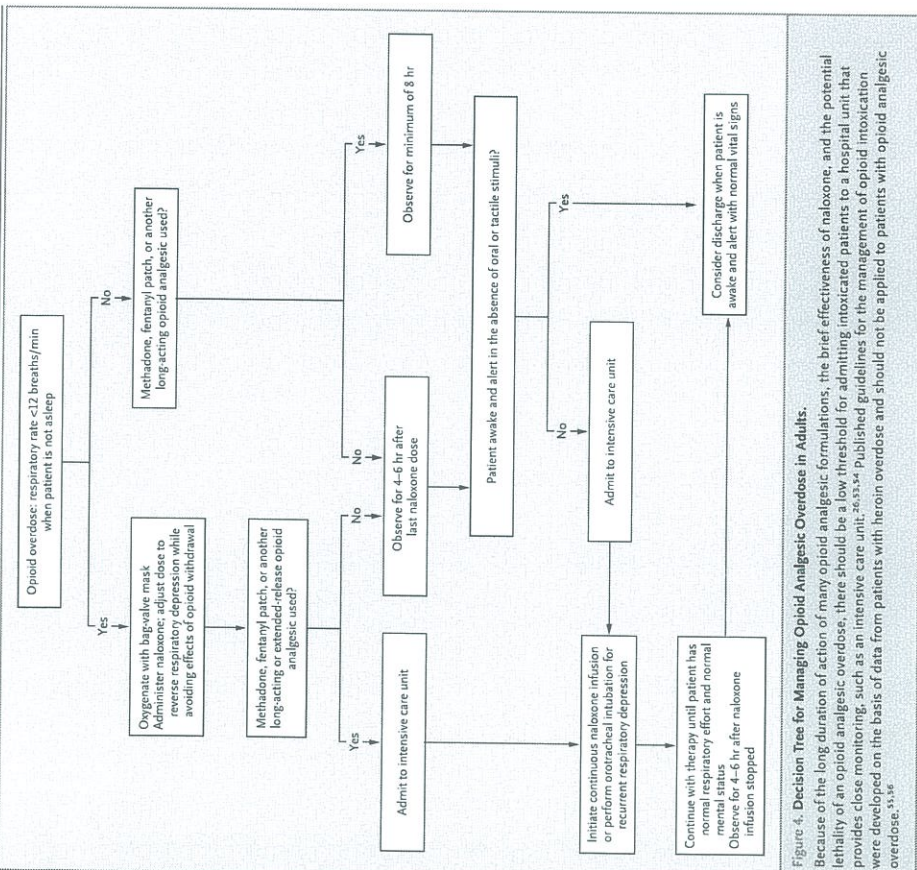 Opioid overdose: respiratory rate <12 breaths/min
when patient is not asleep
Yes
No
Oxygenate with bag-valve mask
Administer naloxone; adjust dose to
reverse respiratory depression while
avoiding effects of opioid withdrawal
Methadone, fentanyl patch, or another
long-acting opioid analgesic used?
Methadone, fentanyl patch, or another
long-acting or extended-release opioid
analgesic used?
Yes
No
No
Yes
Admit to intensive care unit
Observe for 4–6 hr after
last naloxone dose
Observe for minimum of 8 hr
Patient awake and alert in the absence of oral or tactile stimuli?
No
Yes
Admit to intensive care unit
Initiate continuous naloxone infusion
or perform orotracheal intubation for
recurrent respiratory depression
Continue with therapy until patient has
normal respiratory effort and normal
mental status
Observe for 4–6 hr after naloxone
infusion stopped
Consider discharge when patient is
awake and alert with normal vital signs
Figure 4. Decision Tree for Managing Opioid Analgesic Overdose in Adults.
Because of the long duration of action of many opioid analgesic formulations, the brief effectiveness of naloxone, and the potential
lethality of an opioid analgesic overdose, there should be a low threshold for admitting intoxicated patients to a hospital unit that
provides close monitoring, such as an intensive care unit.26,53,54 Published guidelines for the management of opioid intoxication
were developed on the basis of data from patients with heroin overdose and should not be applied to patients with opioid analgesic
overdose.55,56